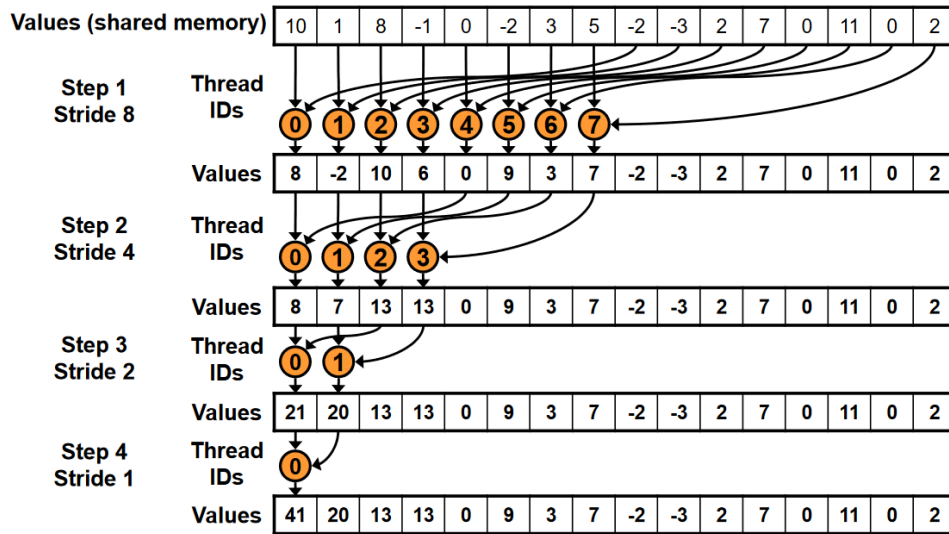 Values (shared memory) 10 1 8 -1 0 -2 3 5 -2 -3 2 7 0 11 0 2
Step 1
Stride 8
Thread
IDs
0 1 2 3 4 5 6 7
Values 8 -2 10 6 0 9 3 7 -2 -3 2 7 0 11 0 2
Step 2
Stride 4
Thread
IDs
0 1 2 3
Values 8 7 13 13 0 9 3 7 -2 -3 2 7 0 11 0 2
Step 3
Stride 2
Thread
IDs
0 1
Values 21 20 13 13 0 9 3 7 -2 -3 2 7 0 11 0 2
Step 4
Stride 1
Thread
IDs
0
Values 41 20 13 13 0 9 3 7 -2 -3 2 7 0 11 0 2